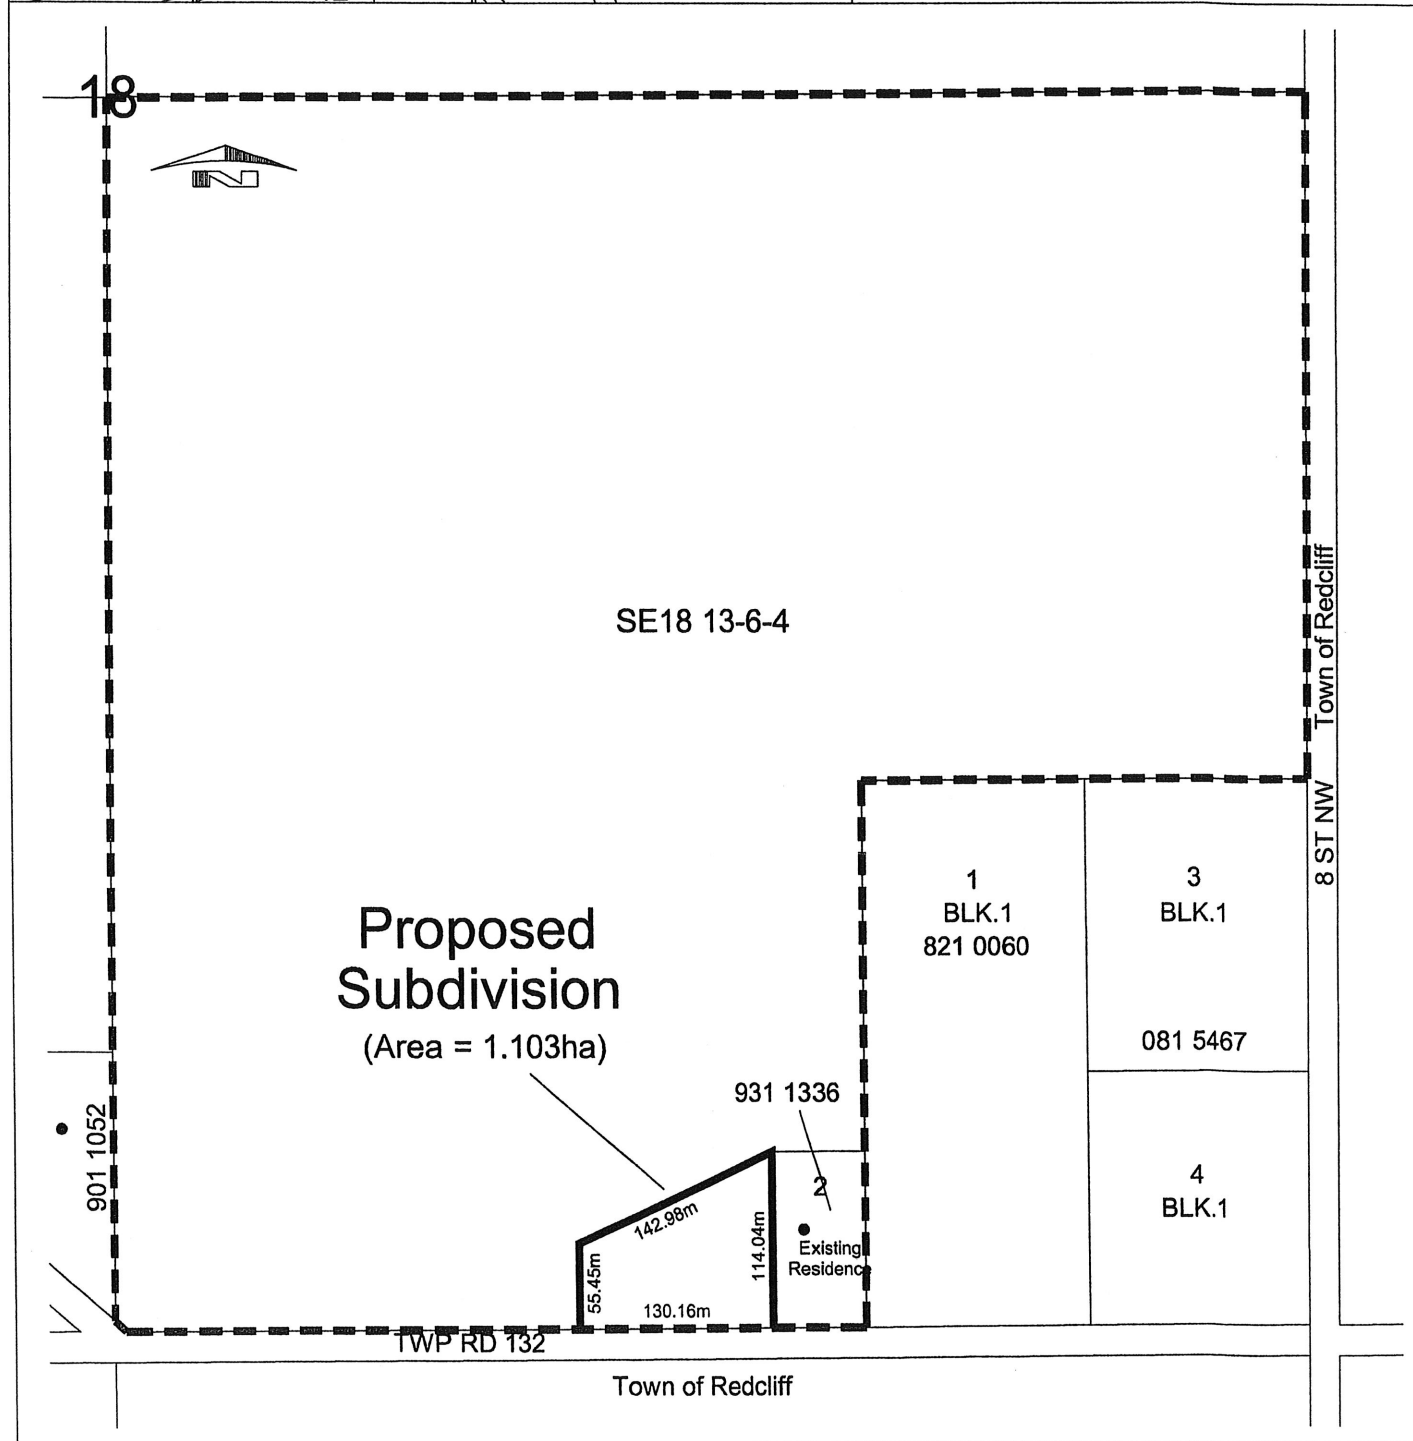 18
N
SE18 13-6-4
Town of Redcliff
8 ST NW
1
BLK.1
821 0060
3
BLK.1
081 5467
Proposed
Subdivision
(Area = 1.103ha)
931 1336
901 1052
2
4
BLK.1
142.98m
114.04m
Existing
Residence
55.45m
130.16m
TWP RD 132
Town of Redcliff